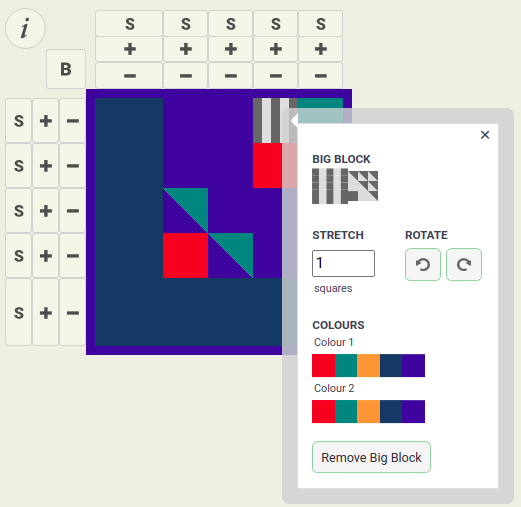 i
S S S S S
+ + + + +
B
− − − − −
S + −
S + −
S + −
S + −
S + −
×
BIG BLOCK
STRETCH
ROTATE
1
squares
COLOURS
Colour 1
Colour 2
Remove Big Block